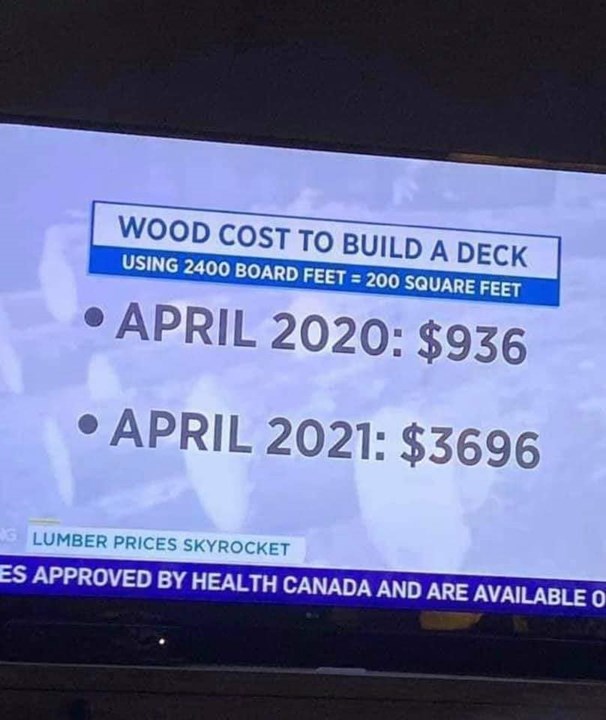 WOOD COST TO BUILD A DECK
USING 2400 BOARD FEET = 200 SQUARE FEET
• APRIL 2020: $936
• APRIL 2021: $3696
LUMBER PRICES SKYROCKET
ES APPROVED BY HEALTH CANADA AND ARE AVAILABLE O